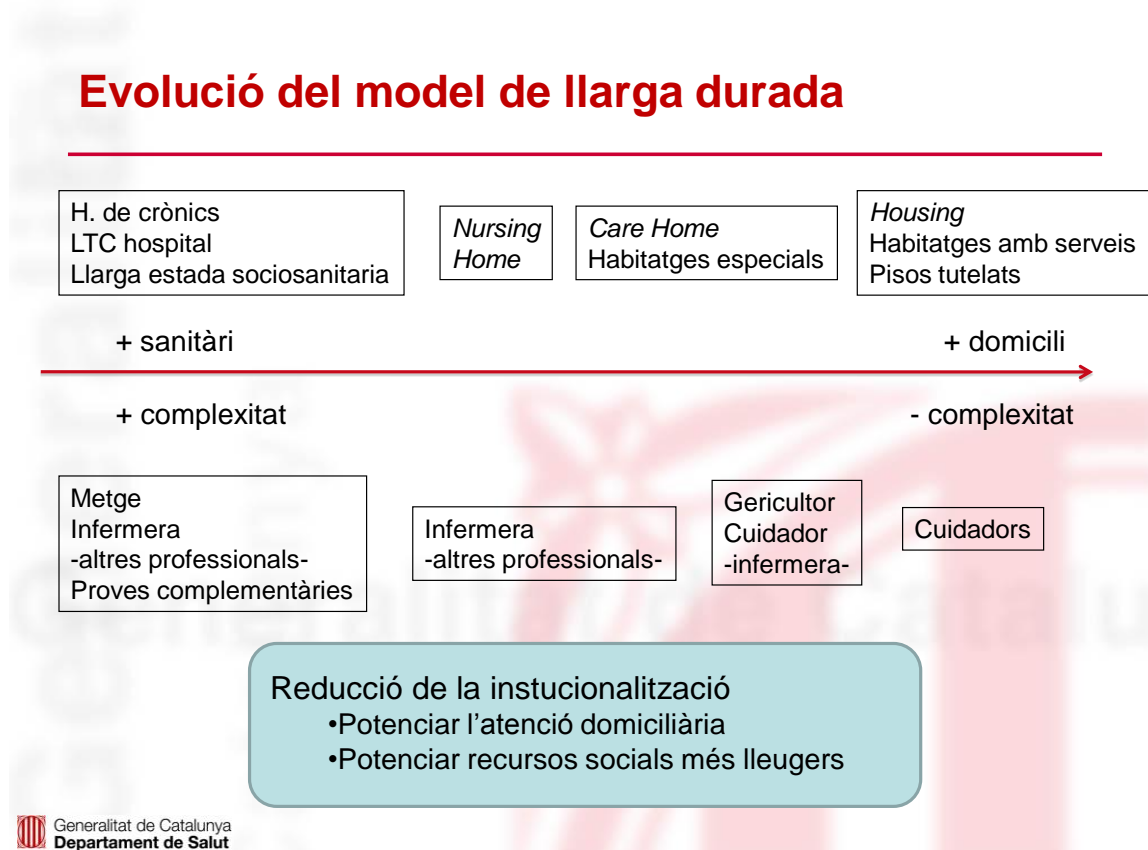 Evolució del model de llarga durada
H. de crònics
LTC hospital
Llarga estada sociosanitaria
Nursing
Home
Care Home
Habitatges especials
Housing
Habitatges amb serveis
Pisos tutelats
+ sanitàri
+ domicili
+ complexitat
- complexitat
Metge
Infermera
-altres professionals-
Proves complementàries
Infermera
-altres professionals-
Gericultor
Cuidador
-infermera-
Cuidadors
Reducció de la instucionalització
•Potenciar l’atenció domiciliària
•Potenciar recursos socials més lleugers
Generalitat de Catalunya
Departament de Salut